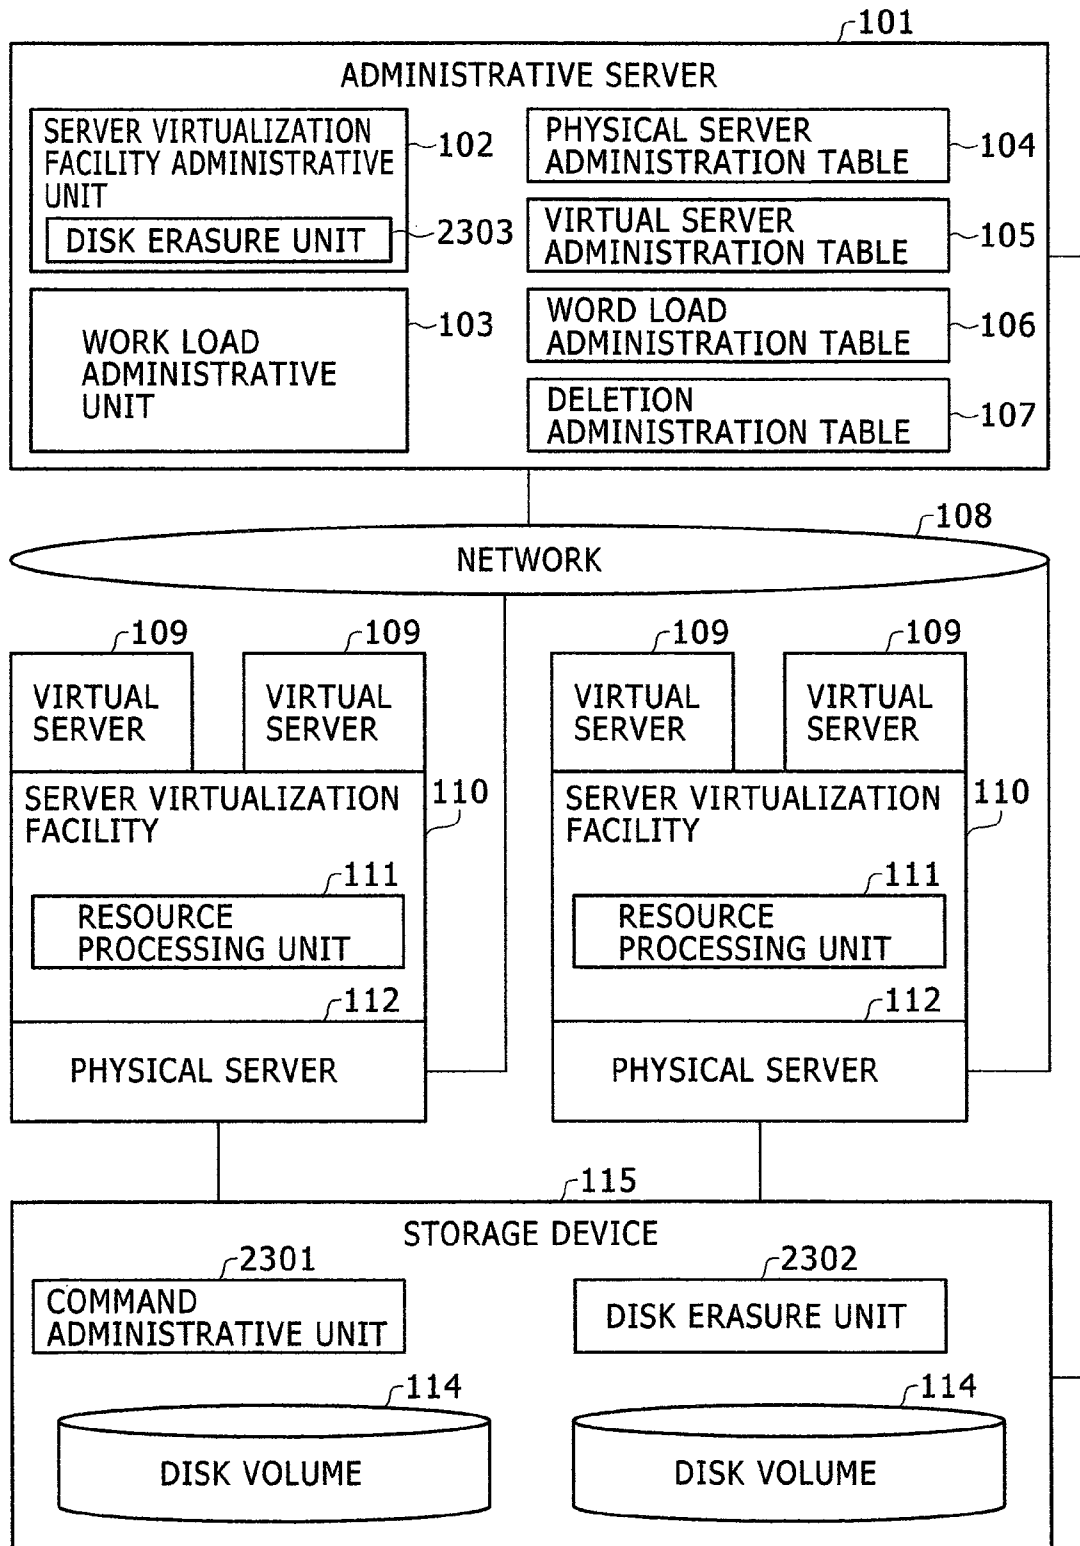 101
ADMINISTRATIVE SERVER
SERVER VIRTUALIZATION
FACILITY ADMINISTRATIVE
UNIT
102
DISK ERASURE UNIT
2303
WORK LOAD
ADMINISTRATIVE
UNIT
103
PHYSICAL SERVER
ADMINISTRATION TABLE
104
VIRTUAL SERVER
ADMINISTRATION TABLE
105
WORD LOAD
ADMINISTRATION TABLE
106
DELETION
ADMINISTRATION TABLE
107
108
NETWORK
109
VIRTUAL
SERVER
109
VIRTUAL
SERVER
SERVER VIRTUALIZATION
FACILITY
110
111
RESOURCE
PROCESSING UNIT
112
PHYSICAL SERVER
109
VIRTUAL
SERVER
109
VIRTUAL
SERVER
SERVER VIRTUALIZATION
FACILITY
110
111
RESOURCE
PROCESSING UNIT
112
PHYSICAL SERVER
115
STORAGE DEVICE
2301
COMMAND
ADMINISTRATIVE UNIT
2302
DISK ERASURE UNIT
114
DISK VOLUME
114
DISK VOLUME